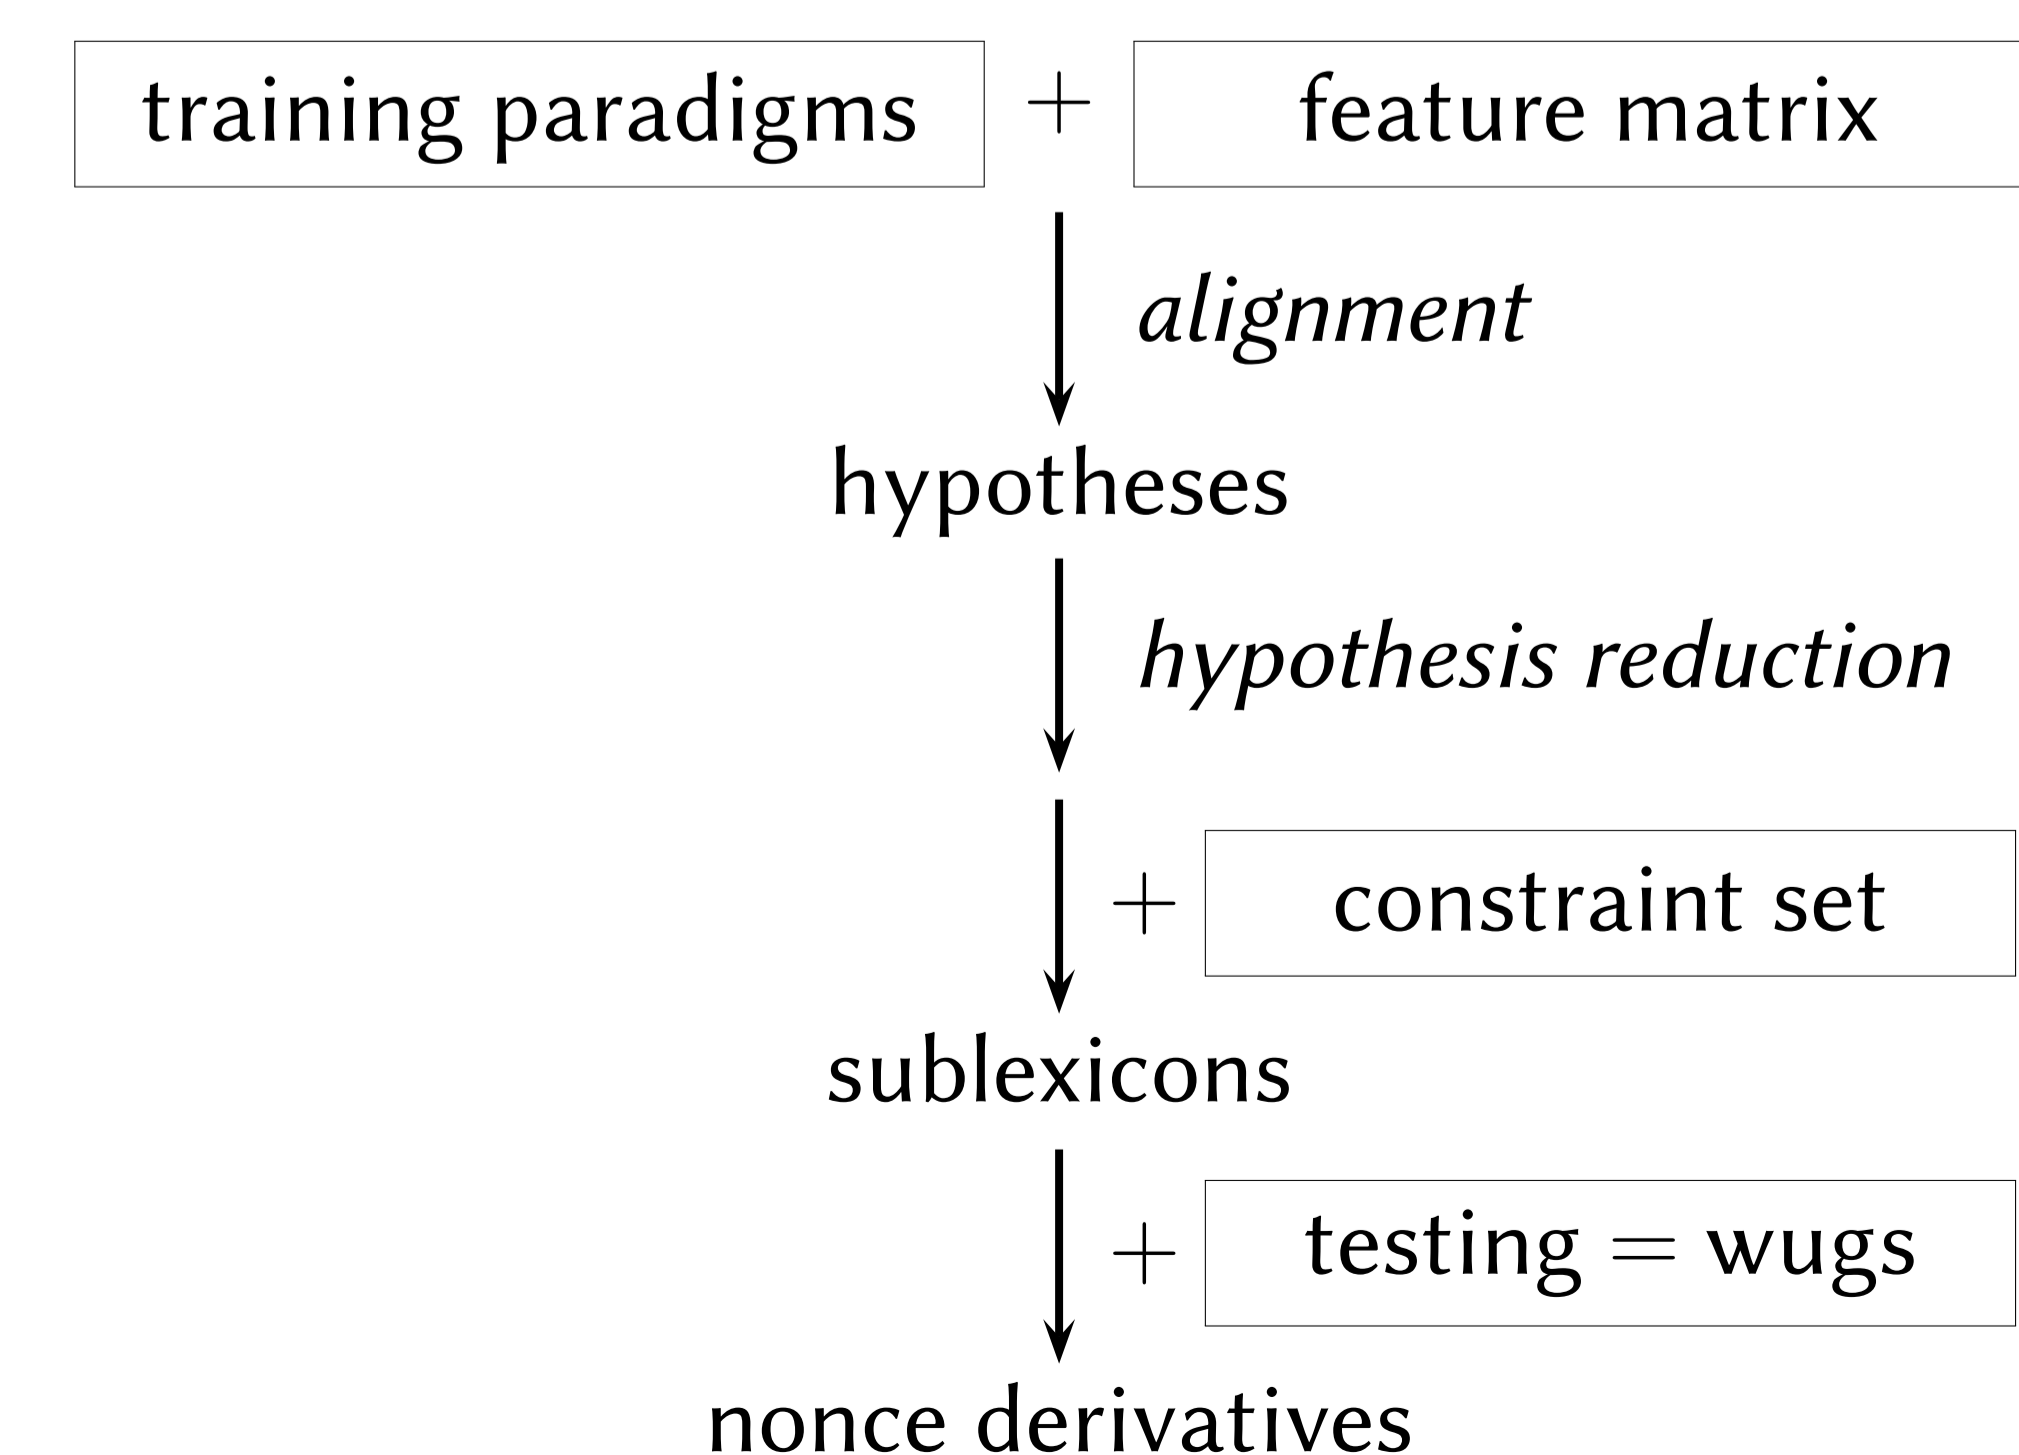 training paradigms + feature matrix
alignment
hypotheses
hypothesis reduction
+ constraint set
sublexicons
+ testing = wugs
nonce derivatives